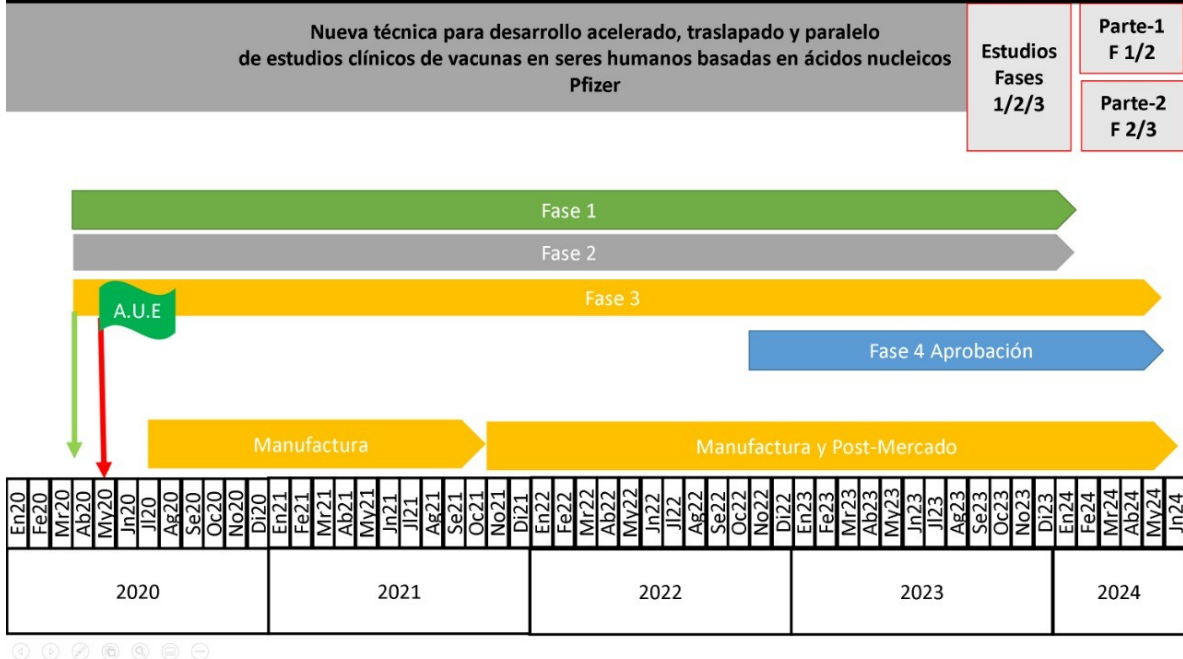 Nueva técnica para desarrollo acelerado, traslapado y paralelo
de estudios clínicos de vacunas en seres humanos basadas en ácidos nucleicos
Pfizer
Estudios
Fases
1/2/3
Parte-1
F 1/2
Parte-2
F 2/3
Fase 1
Fase 2
Fase 3
A.U.E
Fase 4 Aprobación
Manufactura
Manufactura y Post-Mercado
En20
Fe20
Mr20
Ab20
My20
Jn20
Jl20
Ag20
Se20
Oc20
No20
Di20
En21
Fe21
Mr21
Ab21
My21
Jn21
Jl21
Ag21
Se21
Oc21
No21
Di21
En22
Fe22
Mr22
Ab22
My22
Jn22
Jl22
Ag22
Se22
Oc22
No22
Di22
En23
Fe23
Mr23
Ab23
My23
Jn23
Jl23
Ag23
Se23
Oc23
No23
Di23
En24
Fe24
Mr24
Ab24
My24
Jn24
2020
2021
2022
2023
2024